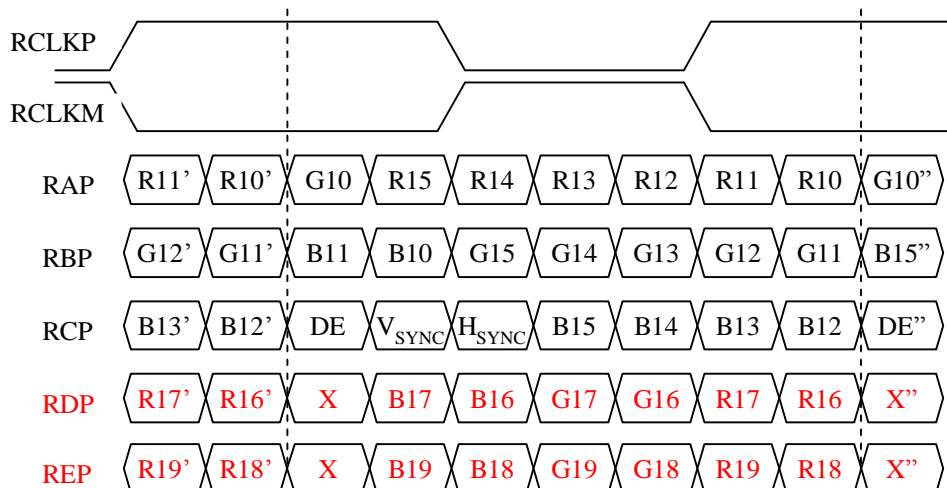 RCLKP
RCLKM
RAP R11’ R10’ G10 R15 R14 R13 R12 R11 R10 G10”
RBP G12’ G11’ B11 B10 G15 G14 G13 G12 G11 B15”
RCP B13’ B12’ DE VSYNC HSYNC B15 B14 B13 B12 DE”
RDP R17’ R16’ X B17 B16 G17 G16 R17 R16 X”
REP R19’ R18’ X B19 B18 G19 G18 R19 R18 X”